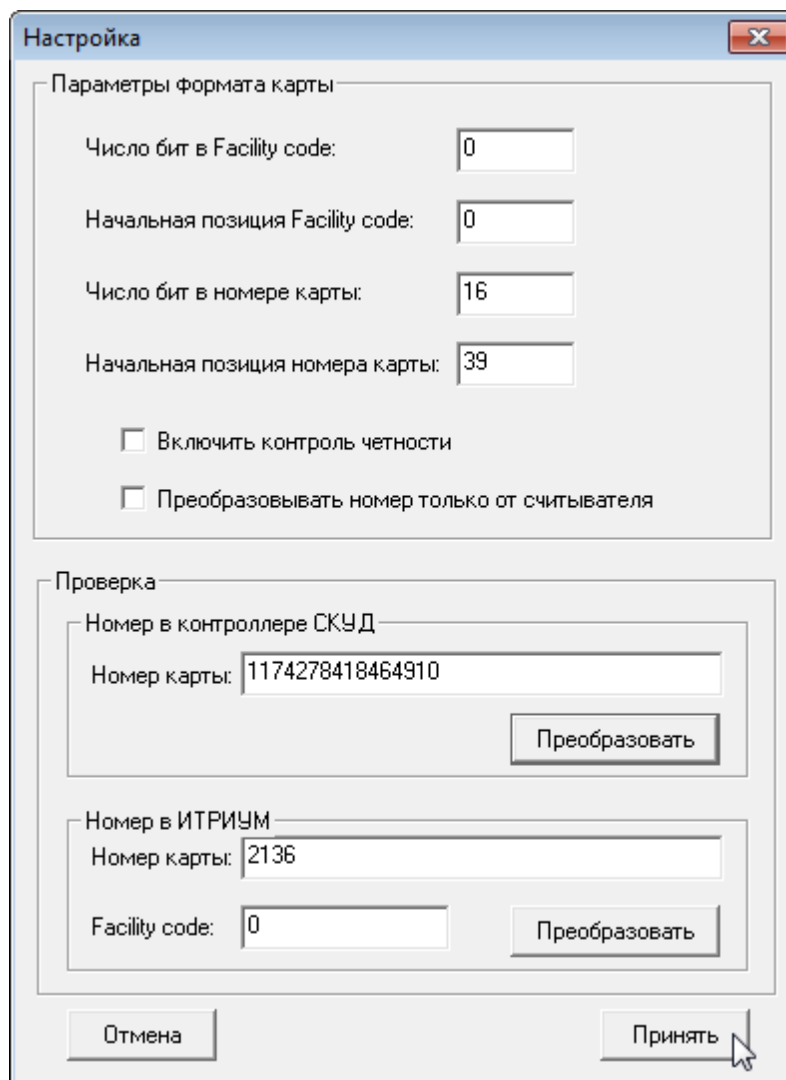 Настройка
Параметры формата карты
Число бит в Facility code: 0
Начальная позиция Facility code: 0
Число бит в номере карты: 16
Начальная позиция номера карты: 39
Включить контроль четности
Преобразовывать номер только от считывателя
Проверка
Номер в контроллере СКУД
Номер карты: 1174278418464910
Преобразовать
Номер в ИТРИУМ
Номер карты: 2136
Facility code: 0 Преобразовать
Отмена Принять